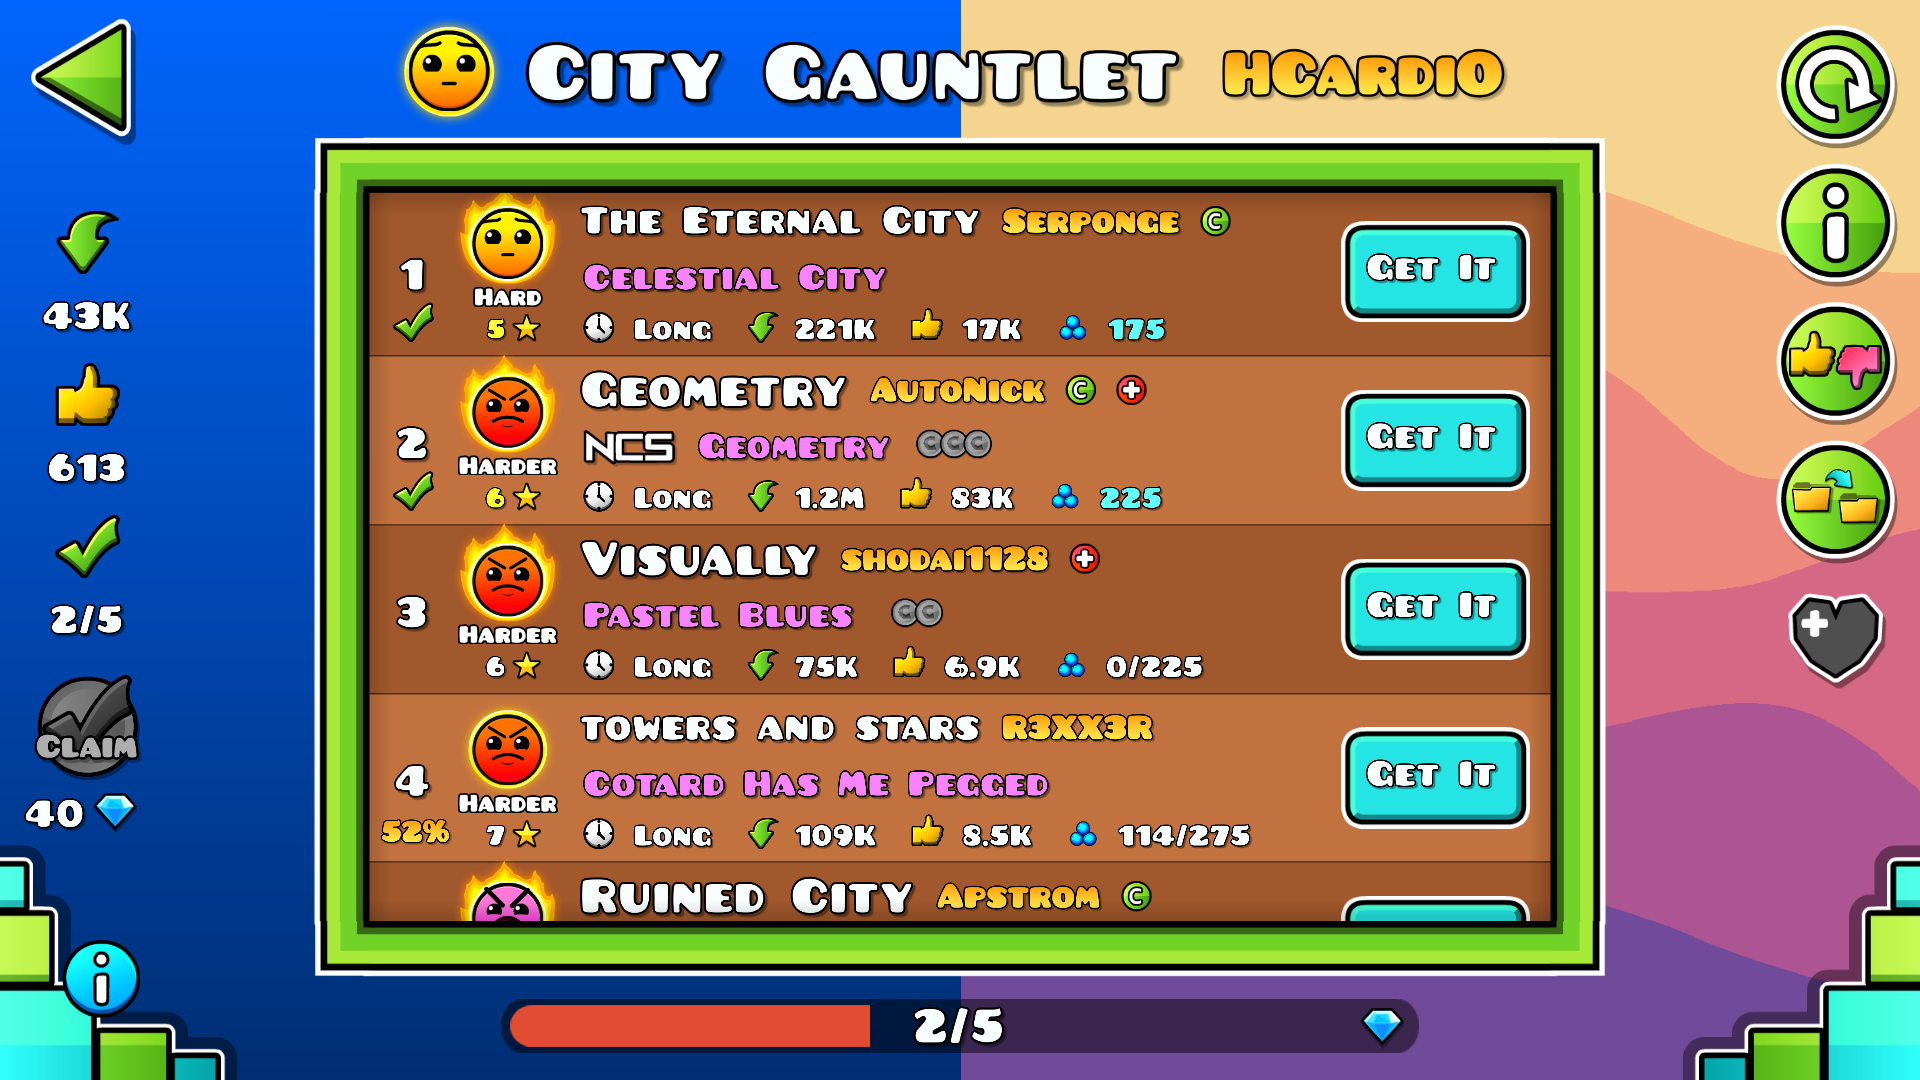 City Gauntlet HCardi0
43K
613
2/5
Claim
40
1
Hard
5
The Eternal City Serponge C
Celestial City
Long 221K 17K 175
Get It
2
Harder
6
Geometry AutoNick C
NCS Geometry
Long 1.2M 83K 225
Get It
3
Harder
6
Visually shodai1128
Pastel Blues
Long 75K 6.9K 0/225
Get It
4
52%
Harder
7
towers and stars R3XX3R
Cotard Has Me Pegged
Long 109K 8.5K 114/275
Get It
Ruined City Apstrom C
2/5